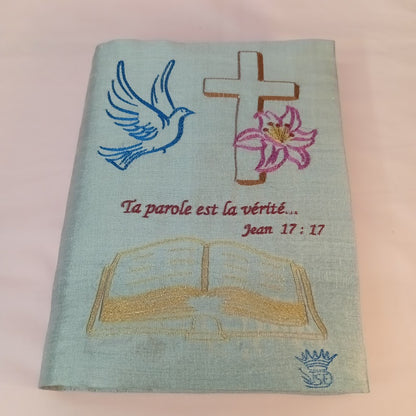 Ta parole est la vérité...
Jean 17 : 17